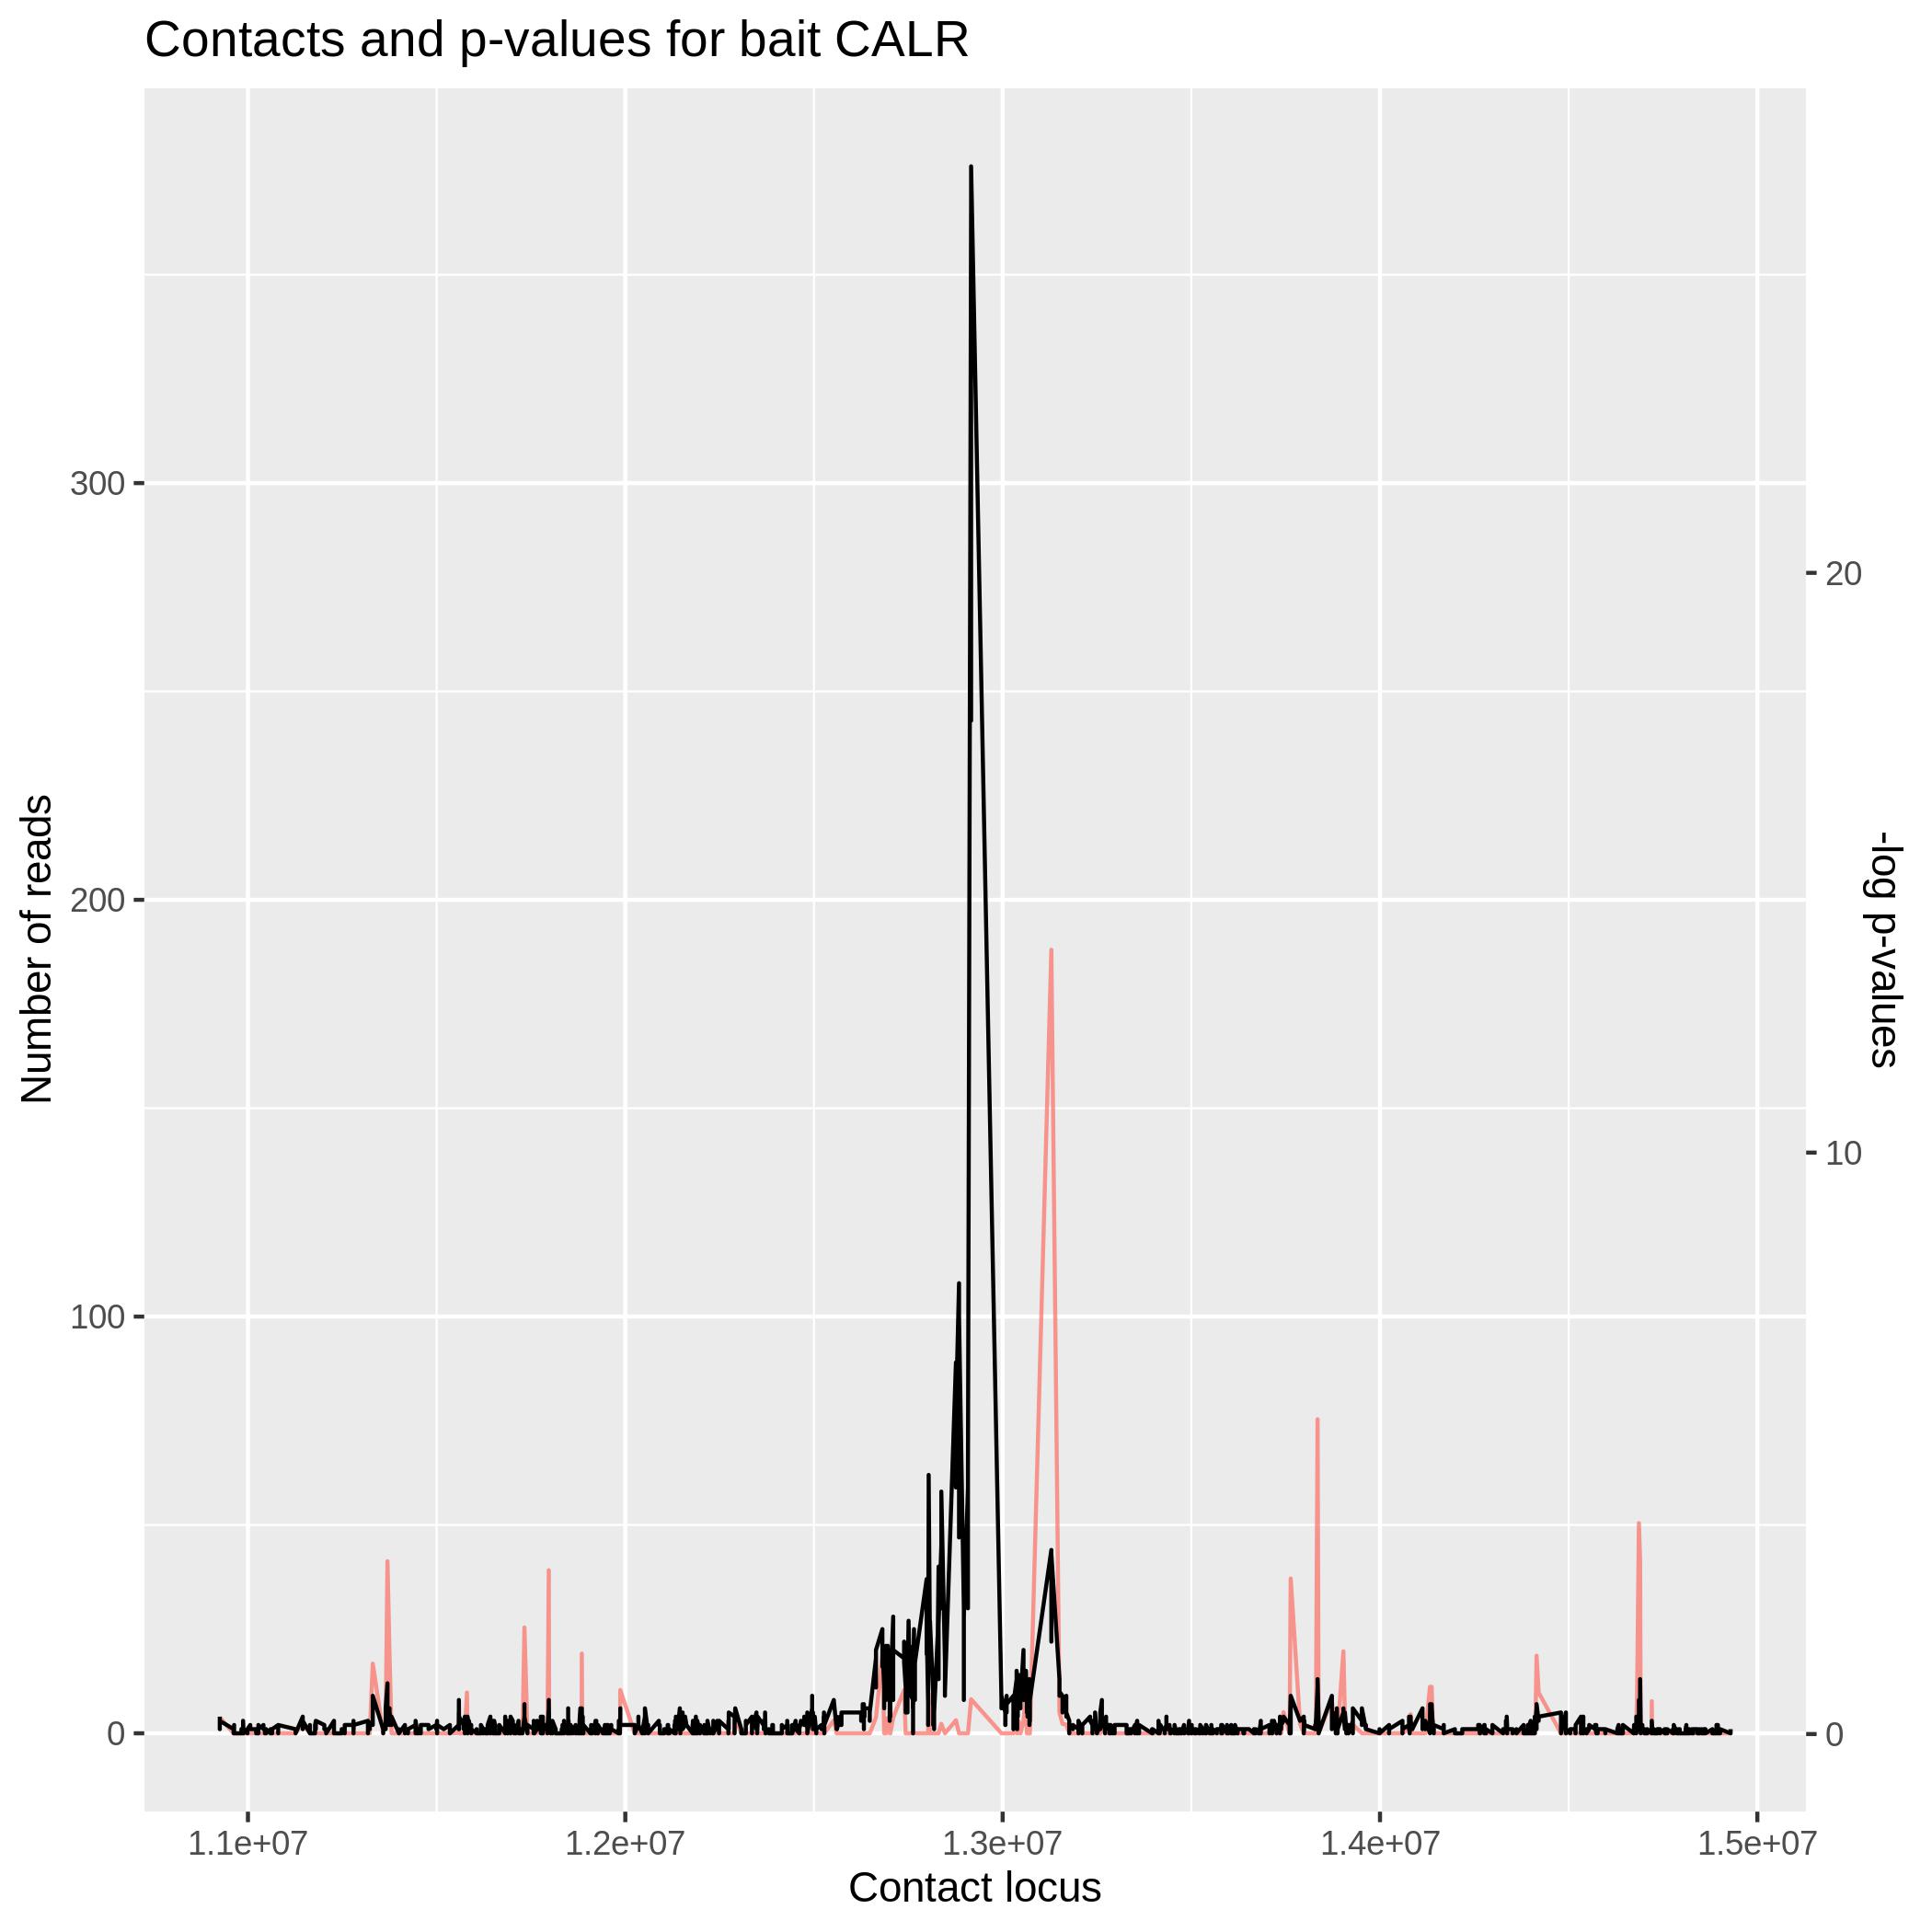 Contacts and p-values for bait CALR
Number of reads
300
200
100
0
20
10
0
-log p-values
1.1e+07
1.2e+07
1.3e+07
1.4e+07
1.5e+07
Contact locus